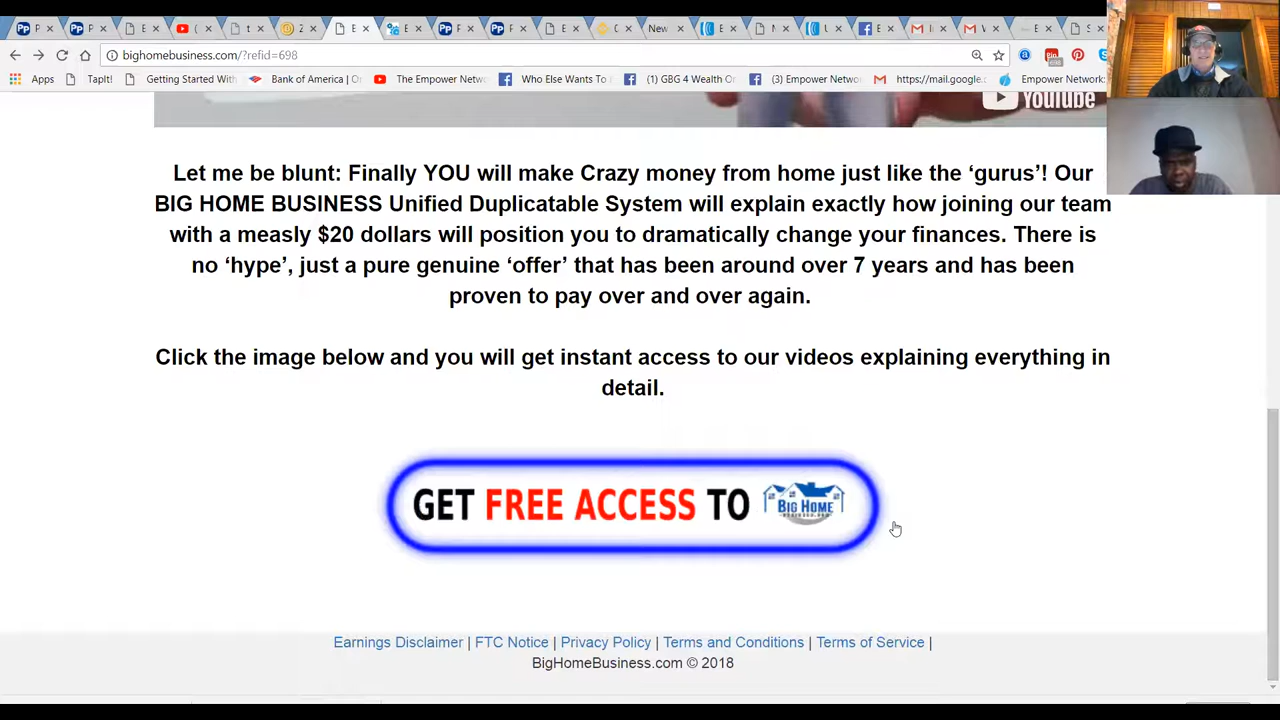 P
P
E
(
t
2
E
E
P
P
E
C
New
E
N
L
E
I
V
E
S
bighomebusiness.com/?refid=698
Apps
TapIt!
Getting Started With
Bank of America | C
The Empower Netwo
Who Else Wants To
(1) GBG 4 Wealth O
(3) Empower Netwo
https://mail.google.c
Empower Network:
YouTube
Let me be blunt: Finally YOU will make Crazy money from home just like the ‘gurus’! Our
BIG HOME BUSINESS Unified Duplicatable System will explain exactly how joining our team
with a measly $20 dollars will position you to dramatically change your finances. There is
no ‘hype’, just a pure genuine ‘offer’ that has been around over 7 years and has been
proven to pay over and over again.
Click the image below and you will get instant access to our videos explaining everything in
detail.
GET FREE ACCESS TO BIG HOME
Earnings Disclaimer | FTC Notice | Privacy Policy | Terms and Conditions | Terms of Service |
BigHomeBusiness.com © 2018